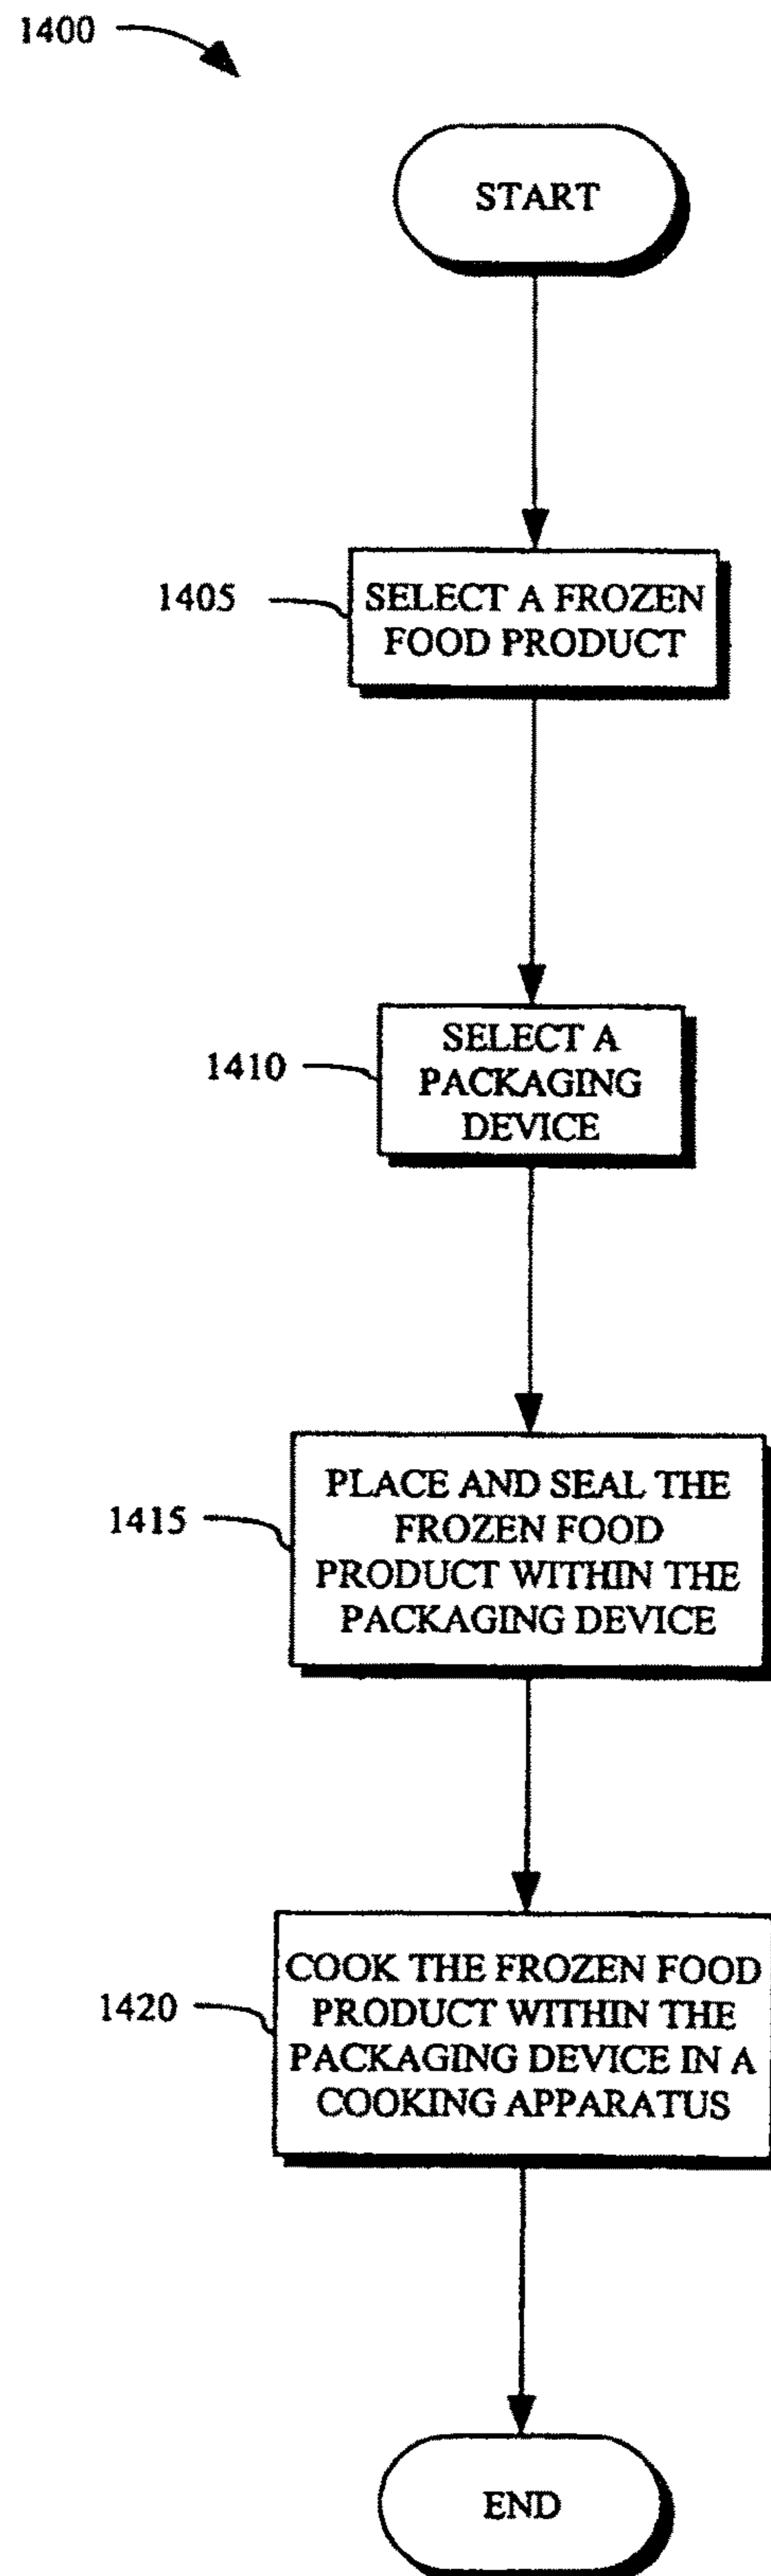 1400
START
1405
SELECT A FROZEN
FOOD PRODUCT
1410
SELECT A
PACKAGING
DEVICE
1415
PLACE AND SEAL THE
FROZEN FOOD
PRODUCT WITHIN THE
PACKAGING DEVICE
1420
COOK THE FROZEN FOOD
PRODUCT WITHIN THE
PACKAGING DEVICE IN A
COOKING APPARATUS
END